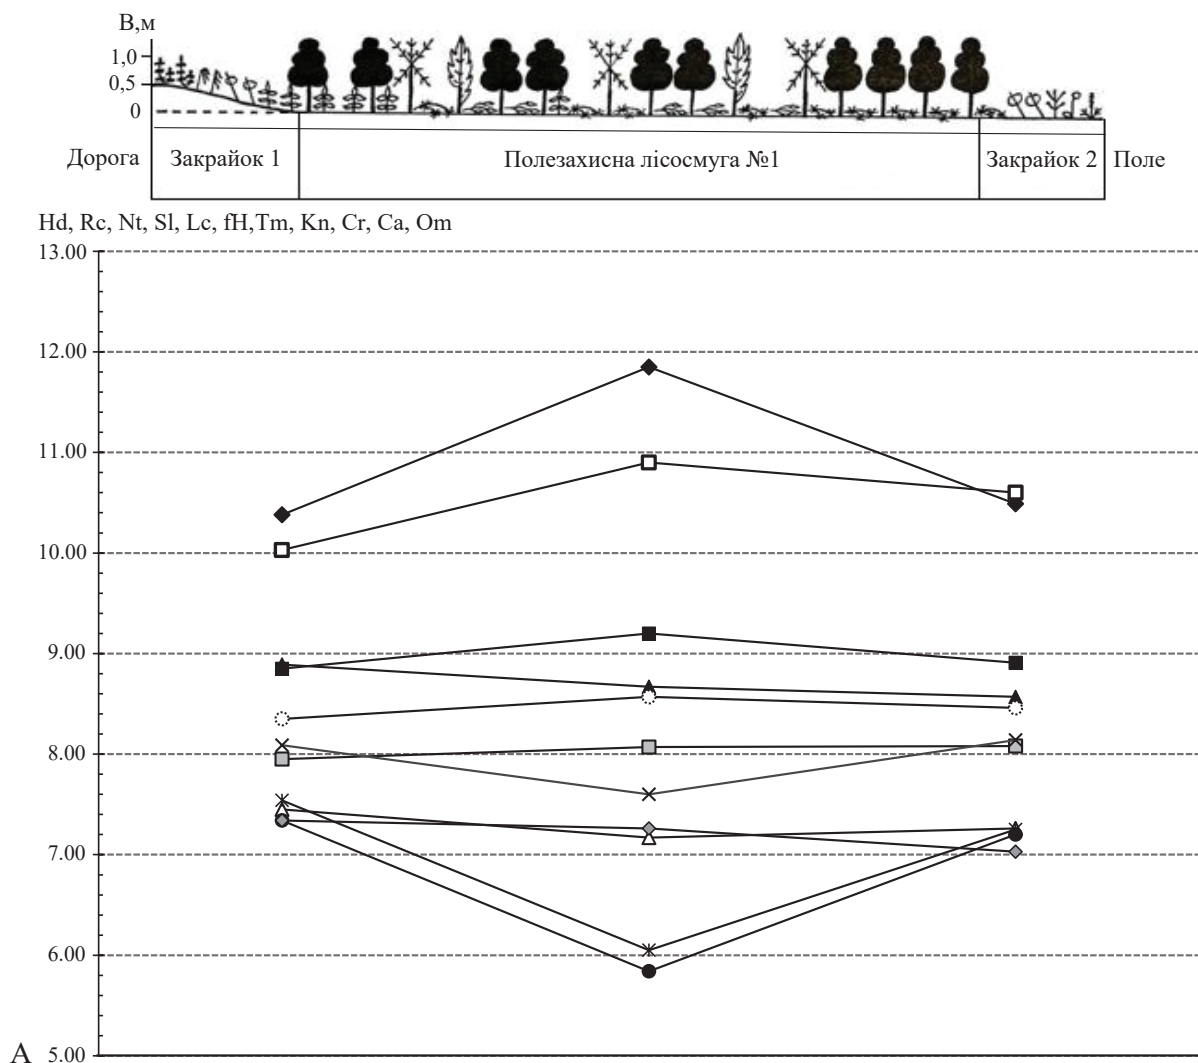 В,м
1,0
0,5
0
Дорога Закрайок 1 Полезахисна лісосмуга №1 Закрайок 2 Поле
Hd, Rc, Nt, Sl, Lc, fH,Tm, Kn, Cr, Ca, Om
13.00
12.00
11.00
10.00
9.00
8.00
7.00
6.00
А 5.00